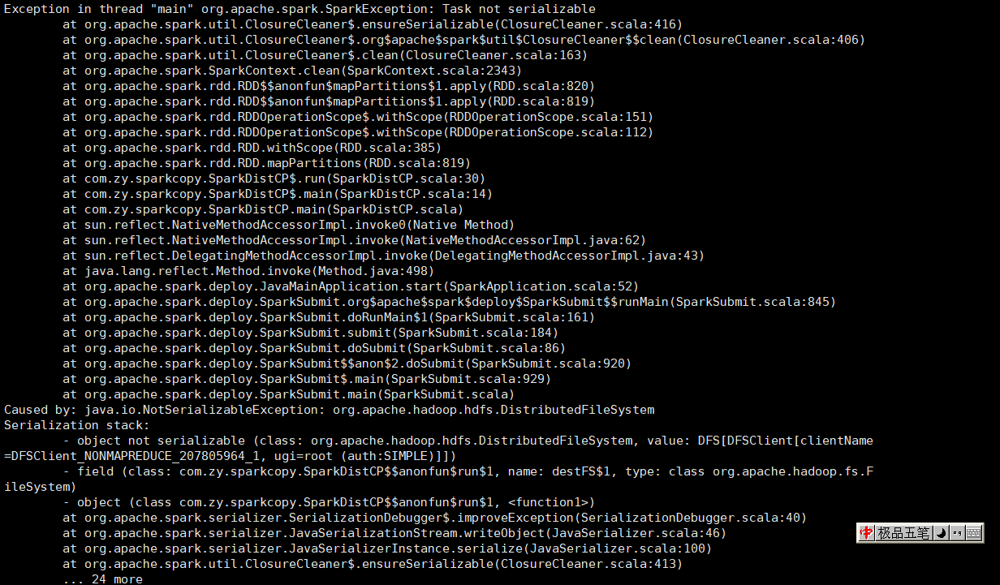 Exception in thread "main" org.apache.spark.SparkException: Task not serializable
at org.apache.spark.util.ClosureCleaner$.ensureSerializable(ClosureCleaner.scala:416)
at org.apache.spark.util.ClosureCleaner$.org$apache$spark$util$ClosureCleaner$$clean(ClosureCleaner.scala:406)
at org.apache.spark.util.ClosureCleaner$.clean(ClosureCleaner.scala:163)
at org.apache.spark.SparkContext.clean(SparkContext.scala:2343)
at org.apache.spark.rdd.RDD$$anonfun$mapPartitions$1.apply(RDD.scala:820)
at org.apache.spark.rdd.RDD$$anonfun$mapPartitions$1.apply(RDD.scala:819)
at org.apache.spark.rdd.RDDOperationScope$.withScope(RDDOperationScope.scala:151)
at org.apache.spark.rdd.RDDOperationScope$.withScope(RDDOperationScope.scala:112)
at org.apache.spark.rdd.RDD.withScope(RDD.scala:385)
at org.apache.spark.rdd.RDD.mapPartitions(RDD.scala:819)
at com.zy.sparkcopy.SparkDistCP$.run(SparkDistCP.scala:30)
at com.zy.sparkcopy.SparkDistCP$.main(SparkDistCP.scala:14)
at com.zy.sparkcopy.SparkDistCP.main(SparkDistCP.scala)
at sun.reflect.NativeMethodAccessorImpl.invoke0(Native Method)
at sun.reflect.NativeMethodAccessorImpl.invoke(NativeMethodAccessorImpl.java:62)
at sun.reflect.DelegatingMethodAccessorImpl.invoke(DelegatingMethodAccessorImpl.java:43)
at java.lang.reflect.Method.invoke(Method.java:498)
at org.apache.spark.deploy.JavaMainApplication.start(SparkApplication.scala:52)
at org.apache.spark.deploy.SparkSubmit.org$apache$spark$deploy$SparkSubmit$$runMain(SparkSubmit.scala:845)
at org.apache.spark.deploy.SparkSubmit.doRunMain$1(SparkSubmit.scala:161)
at org.apache.spark.deploy.SparkSubmit.submit(SparkSubmit.scala:184)
at org.apache.spark.deploy.SparkSubmit.doSubmit(SparkSubmit.scala:86)
at org.apache.spark.deploy.SparkSubmit$$anon$2.doSubmit(SparkSubmit.scala:920)
at org.apache.spark.deploy.SparkSubmit$.main(SparkSubmit.scala:929)
at org.apache.spark.deploy.SparkSubmit.main(SparkSubmit.scala)
Caused by: java.io.NotSerializableException: org.apache.hadoop.hdfs.DistributedFileSystem
Serialization stack:
- object not serializable (class: org.apache.hadoop.hdfs.DistributedFileSystem, value: DFS[DFSClient[clientName
=DFSClient_NONMAPREDUCE_207805964_1, ugi=root (auth:SIMPLE)]])
- field (class: com.zy.sparkcopy.SparkDistCP$$anonfun$run$1, name: destFS$1, type: class org.apache.hadoop.fs.F
ileSystem)
- object (class com.zy.sparkcopy.SparkDistCP$$anonfun$run$1, <function1>)
at org.apache.spark.serializer.SerializationDebugger$.improveException(SerializationDebugger.scala:40)
at org.apache.spark.serializer.JavaSerializationStream.writeObject(JavaSerializer.scala:46)
at org.apache.spark.serializer.JavaSerializerInstance.serialize(JavaSerializer.scala:100)
at org.apache.spark.util.ClosureCleaner$.ensureSerializable(ClosureCleaner.scala:413)
... 24 more
中 极品五笔